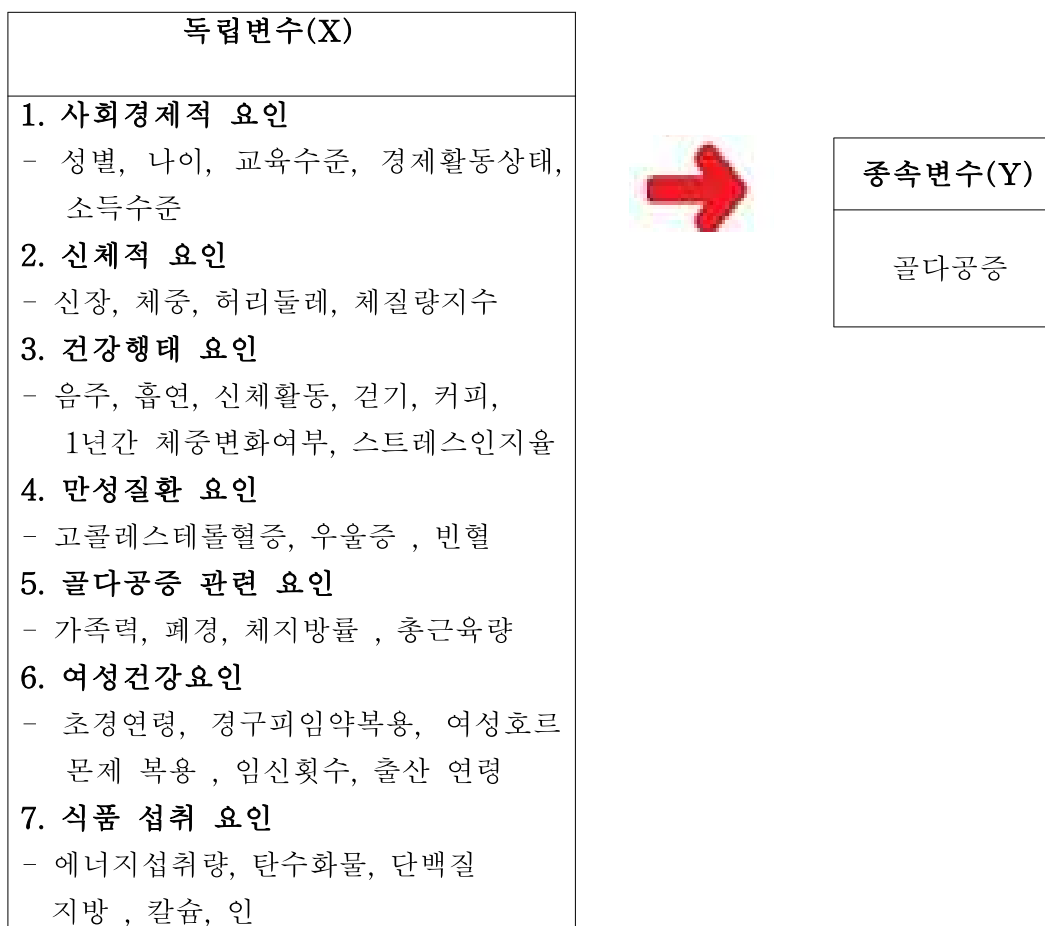 독립변수(X)
1. 사회경제적 요인
- 성별, 나이, 교육수준, 경제활동상태,
소득수준
2. 신체적 요인
- 신장, 체중, 허리둘레, 체질량지수
3. 건강행태 요인
- 음주, 흡연, 신체활동, 걷기, 커피,
1년간 체중변화여부, 스트레스인지율
4. 만성질환 요인
- 고콜레스테롤혈증, 우울증 , 빈혈
5. 골다공증 관련 요인
- 가족력, 폐경, 체지방률 , 총근육량
6. 여성건강요인
- 초경연령, 경구피임약복용, 여성호르
몬제 복용 , 임신횟수, 출산 연령
7. 식품 섭취 요인
- 에너지섭취량, 탄수화물, 단백질
지방 , 칼슘, 인
종속변수(Y)
골다공증